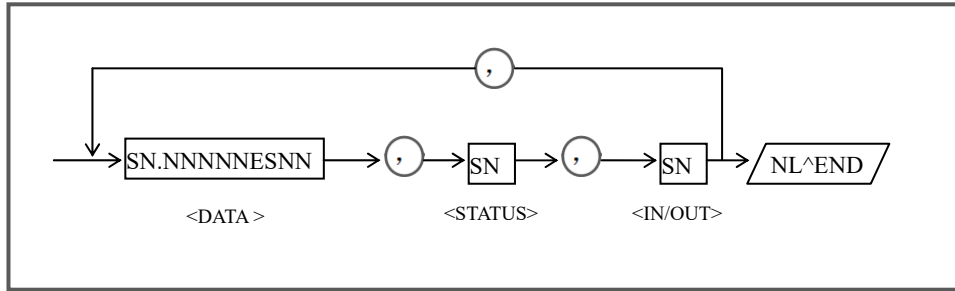 ,
SN.NNNNNESNN , SN , SN NL^END
<DATA > <STATUS> <IN/OUT>